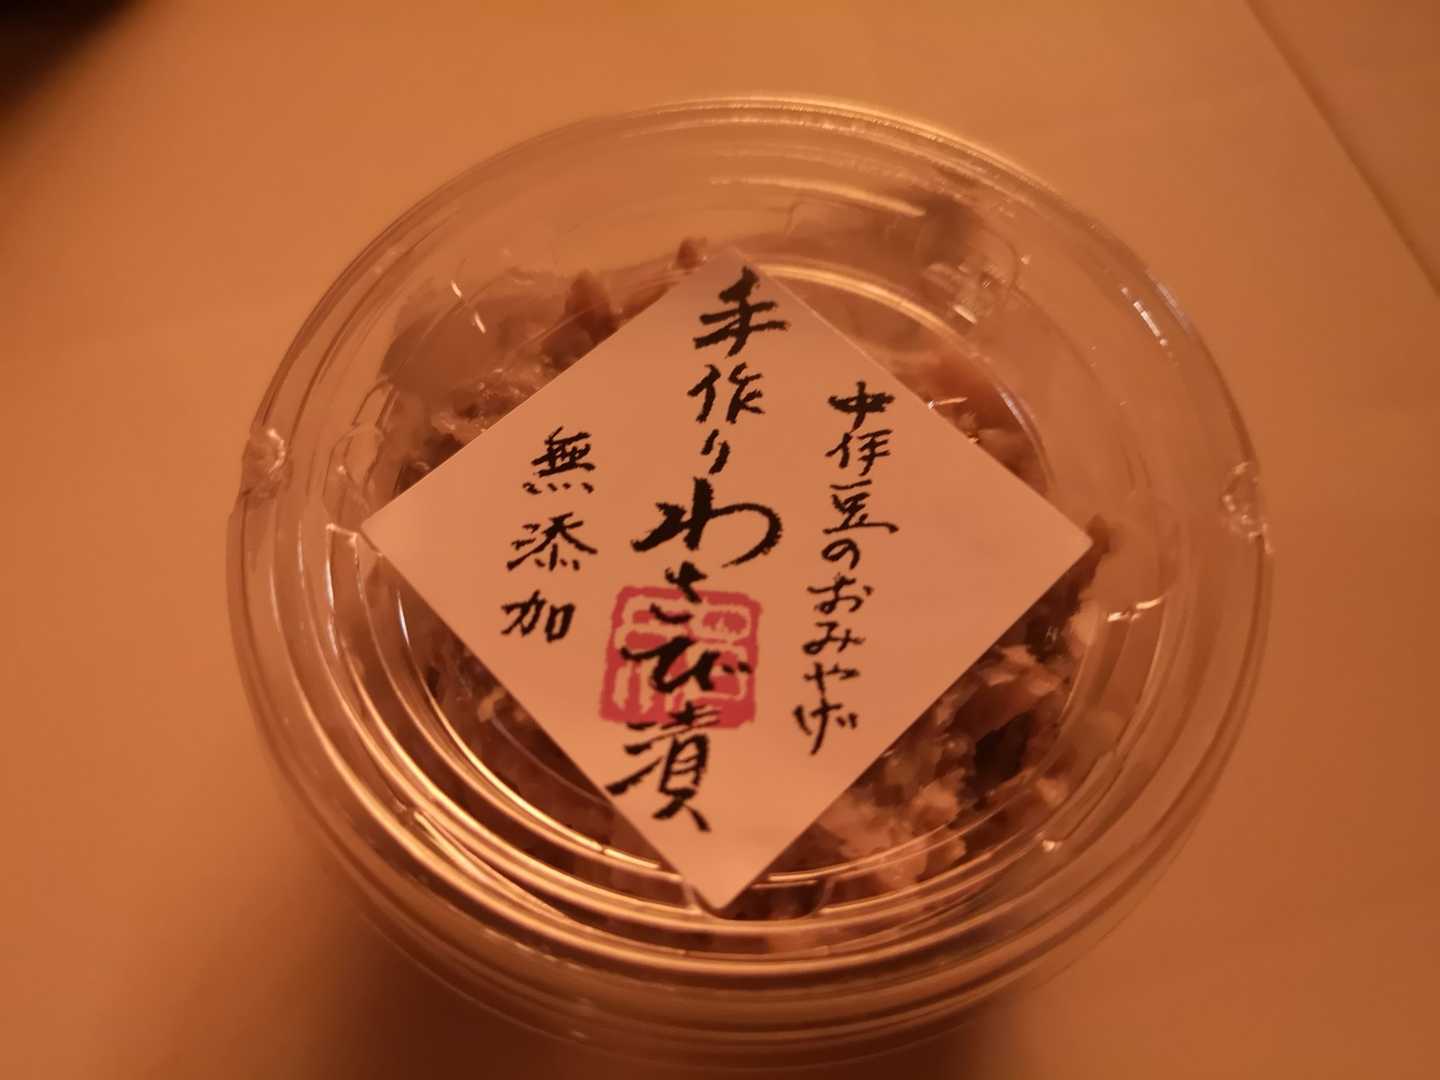 中伊豆のおみやげ
手作りわさび漬
無添加